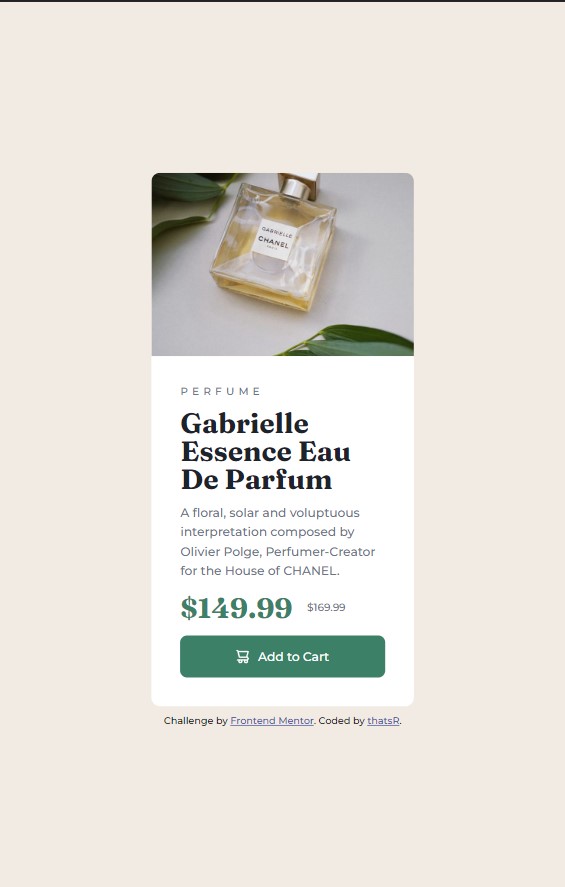 GABRIELLE
CHANEL
PERFUME
Gabrielle
Essence Eau
De Parfum
A floral, solar and voluptuous
interpretation composed by
Olivier Polge, Perfumer-Creator
for the House of CHANEL.
$149.99 $169.99
Add to Cart
Challenge by Frontend Mentor. Coded by thatsR.